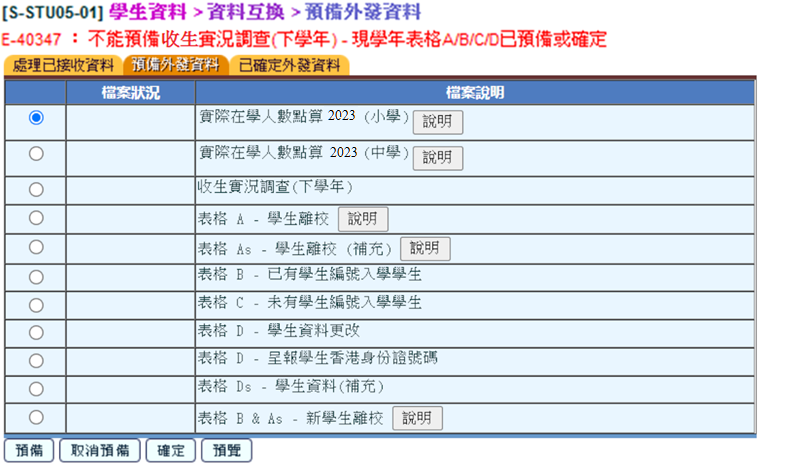 [S-STU05-01] 學生資料 > 資料互換 > 預備外發資料
E-40347 ： 不能預備收生實況調查(下學年) - 現學年表格A/B/C/D已預備或確定
處理已接收資料 預備外發資料 已確定外發資料
檔案狀況 檔案說明
實際在學人數點算 2023 (小學) 說明
實際在學人數點算 2023 (中學) 說明
收生實況調查(下學年)
表格 A - 學生離校 說明
表格 As - 學生離校 (補充) 說明
表格 B - 已有學生編號入學學生
表格 C - 未有學生編號入學學生
表格 D - 學生資料更改
表格 D - 呈報學生香港身份證號碼
表格 Ds - 學生資料(補充)
表格 B & As - 新學生離校 說明
預備 取消預備 確定 預覽